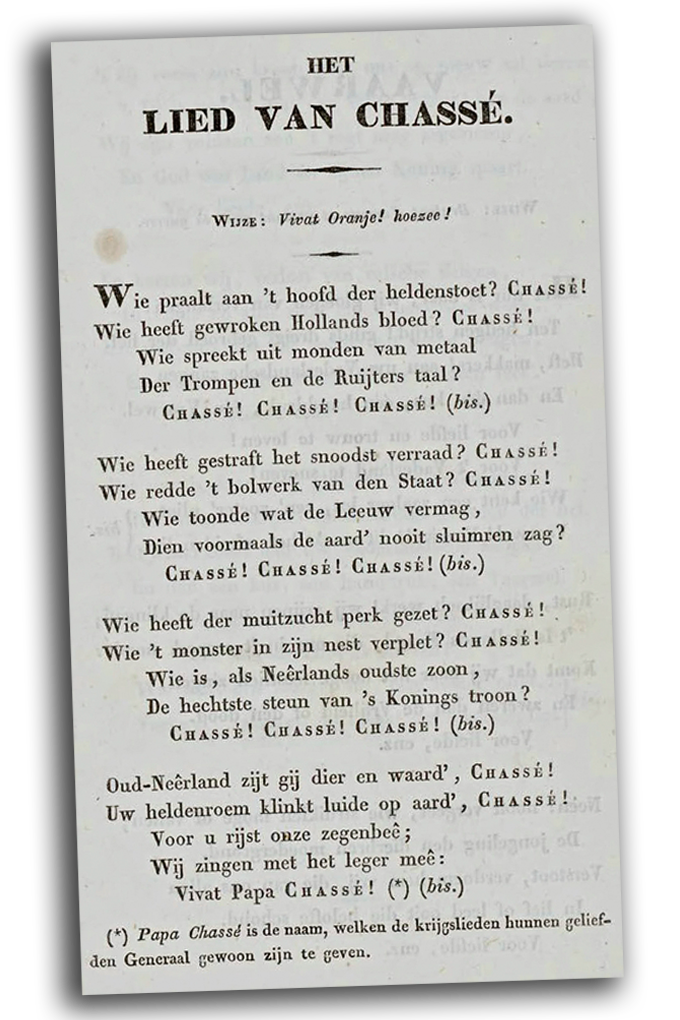 HET
LIED VAN CHASSÉ.
WIJZE: Vivat Oranje! hoezee!
Wie praalt aan 't hoofd der heldenstoet? CHASSÉ!
Wie heeft gewroken Hollands bloed? CHASSÉ!
Wie spreekt uit monden van metaal
Der Trompen en de Ruijters taal?
CHASSÉ! CHASSÉ! CHASSÉ! (bis.)
Wie heeft gestraft het snoodst verraad? CHASSÉ!
Wie redde 't bolwerk van den Staat? CHASSÉ!
Wie toonde wat de Leeuw vermag,
Dien voormaals de aard' nooit sluimren zag?
CHASSÉ! CHASSÉ! CHASSÉ! (bis.)
Wie heeft der muitzucht perk gezet? CHASSÉ!
Wie 't monster in zijn nest verplet? CHASSÉ!
Wie is, als Neêrlands oudste zoon,
De hechtste steun van 's Konings troon?
CHASSÉ! CHASSÉ! CHASSÉ! (bis.)
Oud-Neêrland zijt gij dier en waard', CHASSÉ!
Uw heldenroem klinkt luide op aard', CHASSÉ!
Voor u rijst onze zegenbeê;
Wij zingen met het leger meê:
Vivat Papa CHASSÉ! (*) (bis.)
(*) Papa Chassé is de naam, welken de krijgslieden hunnen gelief-
den Generaal gewoon zijn te geven.